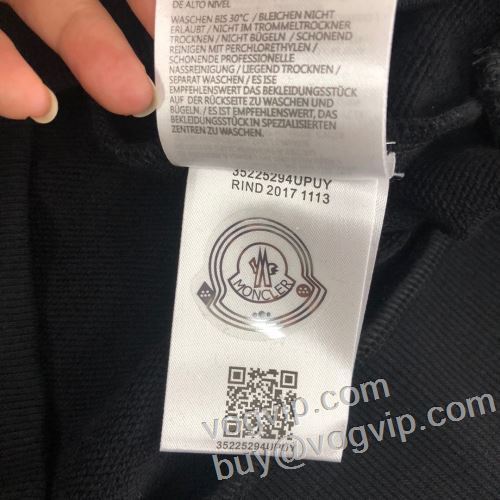 DE ALTO NIVEL
WASCHEN BIS 30°C / BLEICHEN NICHT
ERLAUBT / NICHT IM TROMMELTROCKNER
TROCKNEN / NICHT BÜGELN / SCHONEND
REINIGEN MIT PERCHLORETHYLEN /
SCHONENDE PROFESSIONELLE
NASSREINIGUNG / LIEGEND TROCKNEN /
SEPARAT WASCHEN / ES ISE
EMPFEHLENSWERT DAS BEKLEIDUNGSSTÜCK
AUF DER RÜCKSEITE ZU WASCHEN UND
BÜGELN. / ES IST EMPFEHLENSWERT DAS
BEKLEIDUNGSSTÜCK IN SPEZIALISIERTEN
ZENTREN ZU WASCHEN.
35225294UPUY
RIND 2017 1113
MONCLER
35225294UPUY
vogvip.com
buy@vogvip.com